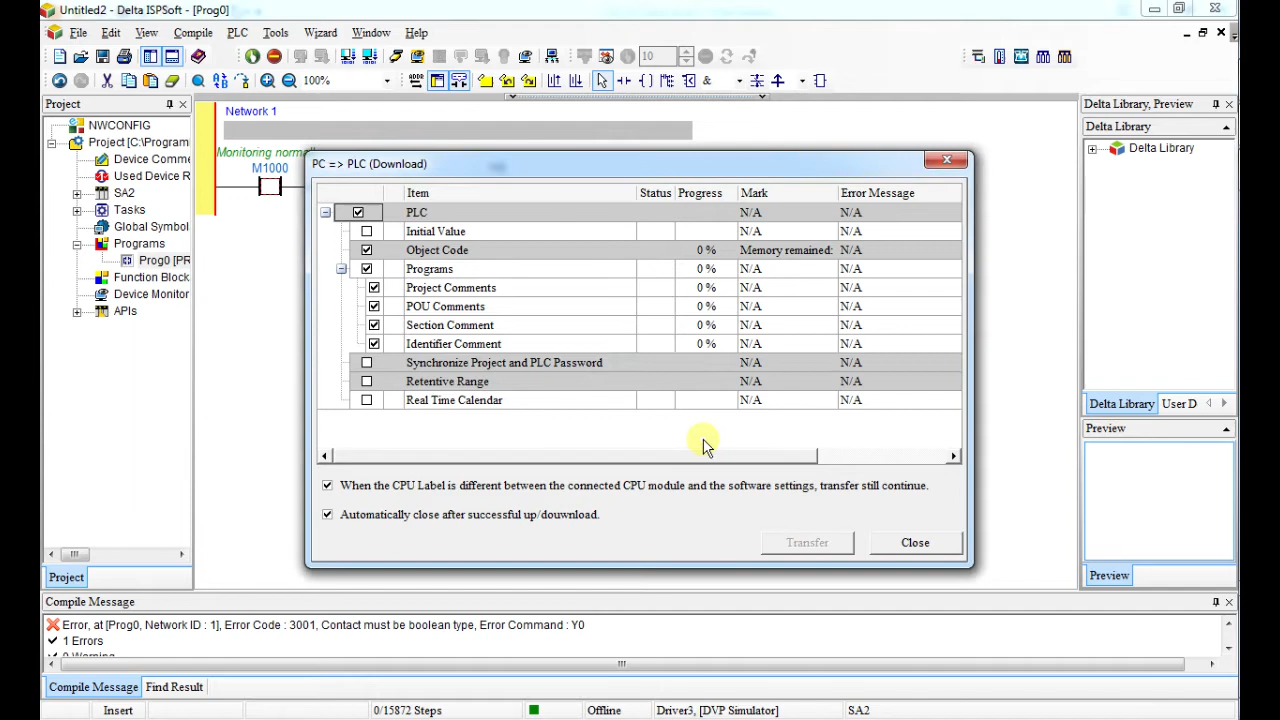 Untitled2 - Delta ISPSoft - [Prog0]
File Edit View Compile PLC Tools Wizard Window Help
10
100%
&
Project
NWCONFIG
Project [C:\Program
Device Comme
Used Device R
SA2
Tasks
Global Symbol
Programs
Prog0 [PR
Function Block
Device Monitor
APIs
Project
Network 1
Monitoring norma
M1000
PC => PLC (Download)
Item Status Progress Mark Error Message
PLC N/A N/A
Initial Value N/A N/A
Object Code 0 % Memory remained: N/A
Programs 0 % N/A N/A
Project Comments 0 % N/A N/A
POU Comments 0 % N/A N/A
Section Comment 0 % N/A N/A
Identifier Comment 0 % N/A N/A
Synchronize Project and PLC Password N/A N/A
Retentive Range N/A N/A
Real Time Calendar N/A N/A
When the CPU Label is different between the connected CPU module and the software settings, transfer still continue.
Automatically close after successful up/douwnload.
Transfer Close
Delta Library, Preview
Delta Library
Delta Library
Delta Library User D
Preview
Preview
Compile Message
Error, at [Prog0, Network ID : 1], Error Code : 3001, Contact must be boolean type, Error Command : Y0
1 Errors
0 Warning
Compile Message Find Result
Insert 0/15872 Steps Offline Driver3, [DVP Simulator] SA2